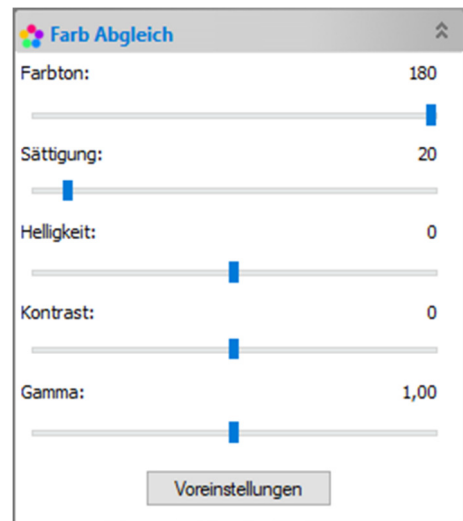 Farb Abgleich
Farbton: 180
Sättigung: 20
Helligkeit: 0
Kontrast: 0
Gamma: 1,00
Voreinstellungen